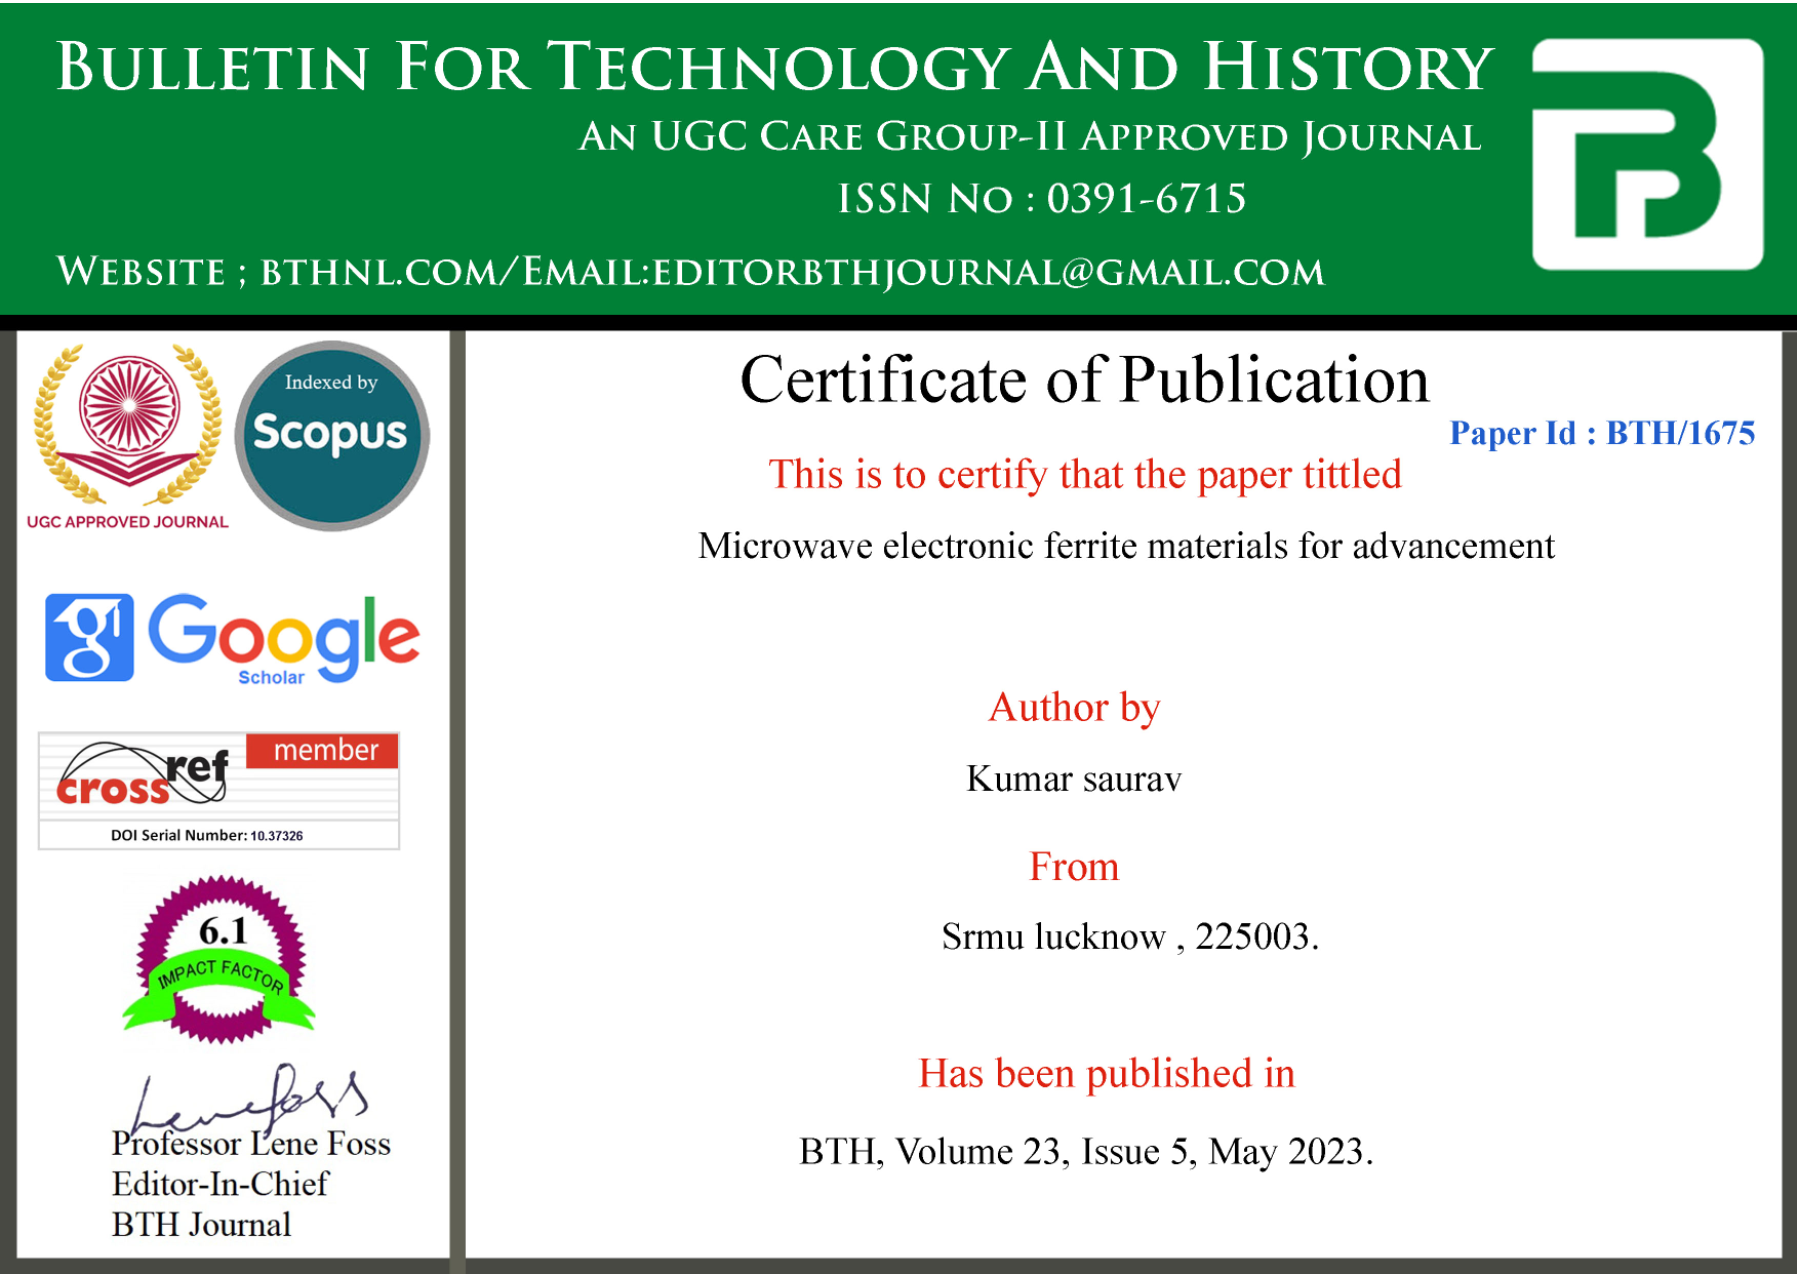 BULLETIN FOR TECHNOLOGY AND HISTORY
AN UGC CARE GROUP-II APPROVED JOURNAL
ISSN NO : 0391-6715
WEBSITE ; BTHNL.COM/EMAIL:EDITORBTHJOURNAL@GMAIL.COM
Indexed by
Scopus
UGC APPROVED JOURNAL
Google
Scholar
crossref
member
DOI Serial Number: 10.37326
6.1
IMPACT FACTOR
Lenefoss
Professor Lene Foss
Editor-In-Chief
BTH Journal
Certificate of Publication
Paper Id : BTH/1675
This is to certify that the paper tittled
Microwave electronic ferrite materials for advancement
Author by
Kumar saurav
From
Srmu lucknow , 225003.
Has been published in
BTH, Volume 23, Issue 5, May 2023.